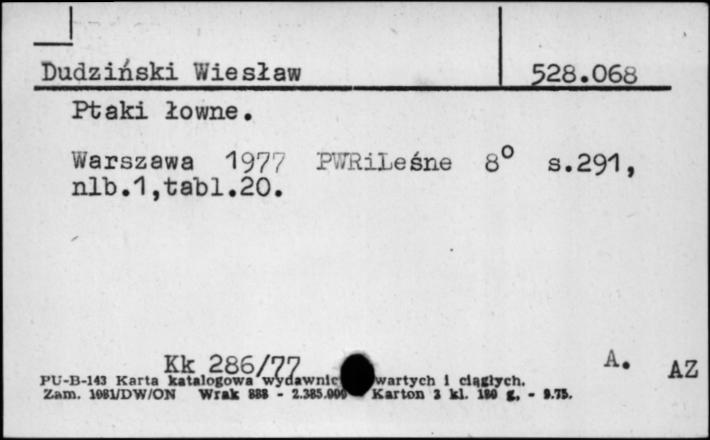 Dudziński Wiesław 528.068
Ptaki łowne.
Warszawa 1977 PWRiLeśne 8° s.291,
nlb.1,tabl.20.
Kk 286/77 A. AZ
PU-B-143 Karta katalogowa wydawnic wartych i ciągłych.
Zam. 1081/DW/ON Wrak 888 - 2.385.000 Karton 3 kl. 180 g. - 9.75.